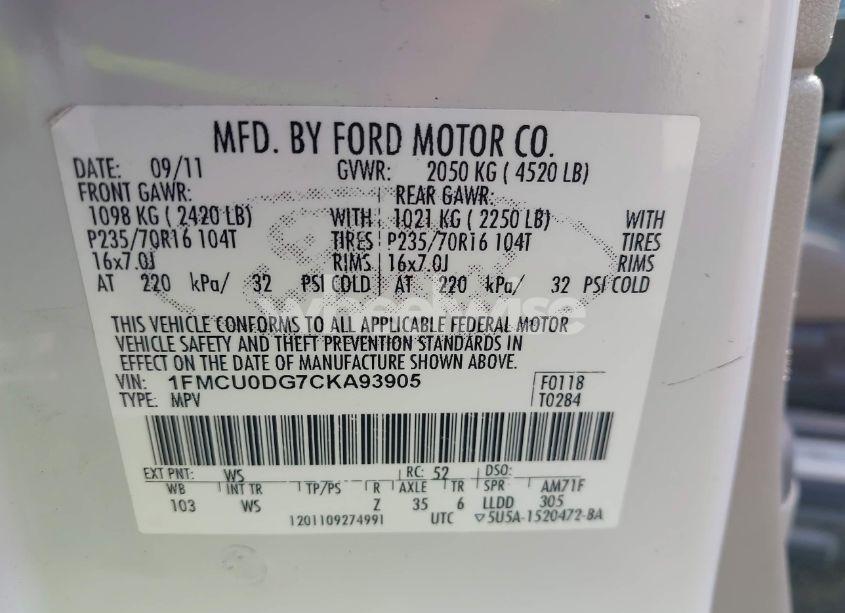 MFD. BY FORD MOTOR CO.
DATE: 09/11 GVWR: 2050 KG ( 4520 LB)
FRONT GAWR: REAR GAWR:
1098 KG ( 2420 LB) WITH 1021 KG ( 2250 LB) WITH
P235/70R16 104T TIRES P235/70R16 104T TIRES
16x7.0J RIMS 16x7.0J RIMS
AT 220 kPa/ 32 PSI COLD AT 220 kPa/ 32 PSI COLD
wheelwise
THIS VEHICLE CONFORMS TO ALL APPLICABLE FEDERAL MOTOR
VEHICLE SAFETY AND THEFT PREVENTION STANDARDS IN
EFFECT ON THE DATE OF MANUFACTURE SHOWN ABOVE.
VIN: 1FMCU0DG7CKA93905 F0118
TYPE: MPV T0284
EXT PNT: WS RC: 52 DSO:
WB INT TR TP/PS R AXLE TR SPR AM71F
103 WS Z 35 6 LLDD 305
1201109274991 UTC ▽5U5A-1520472-BA